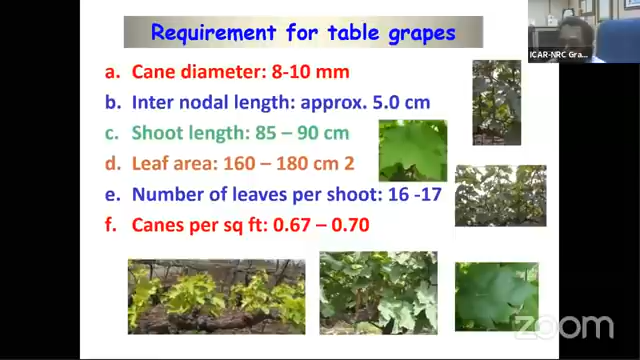 Requirement for table grapes
ICAR-NRC Gra...
a. Cane diameter: 8-10 mm
b. Inter nodal length: approx. 5.0 cm
c. Shoot length: 85 – 90 cm
d. Leaf area: 160 – 180 cm 2
e. Number of leaves per shoot: 16 -17
f. Canes per sq ft: 0.67 – 0.70
zoom